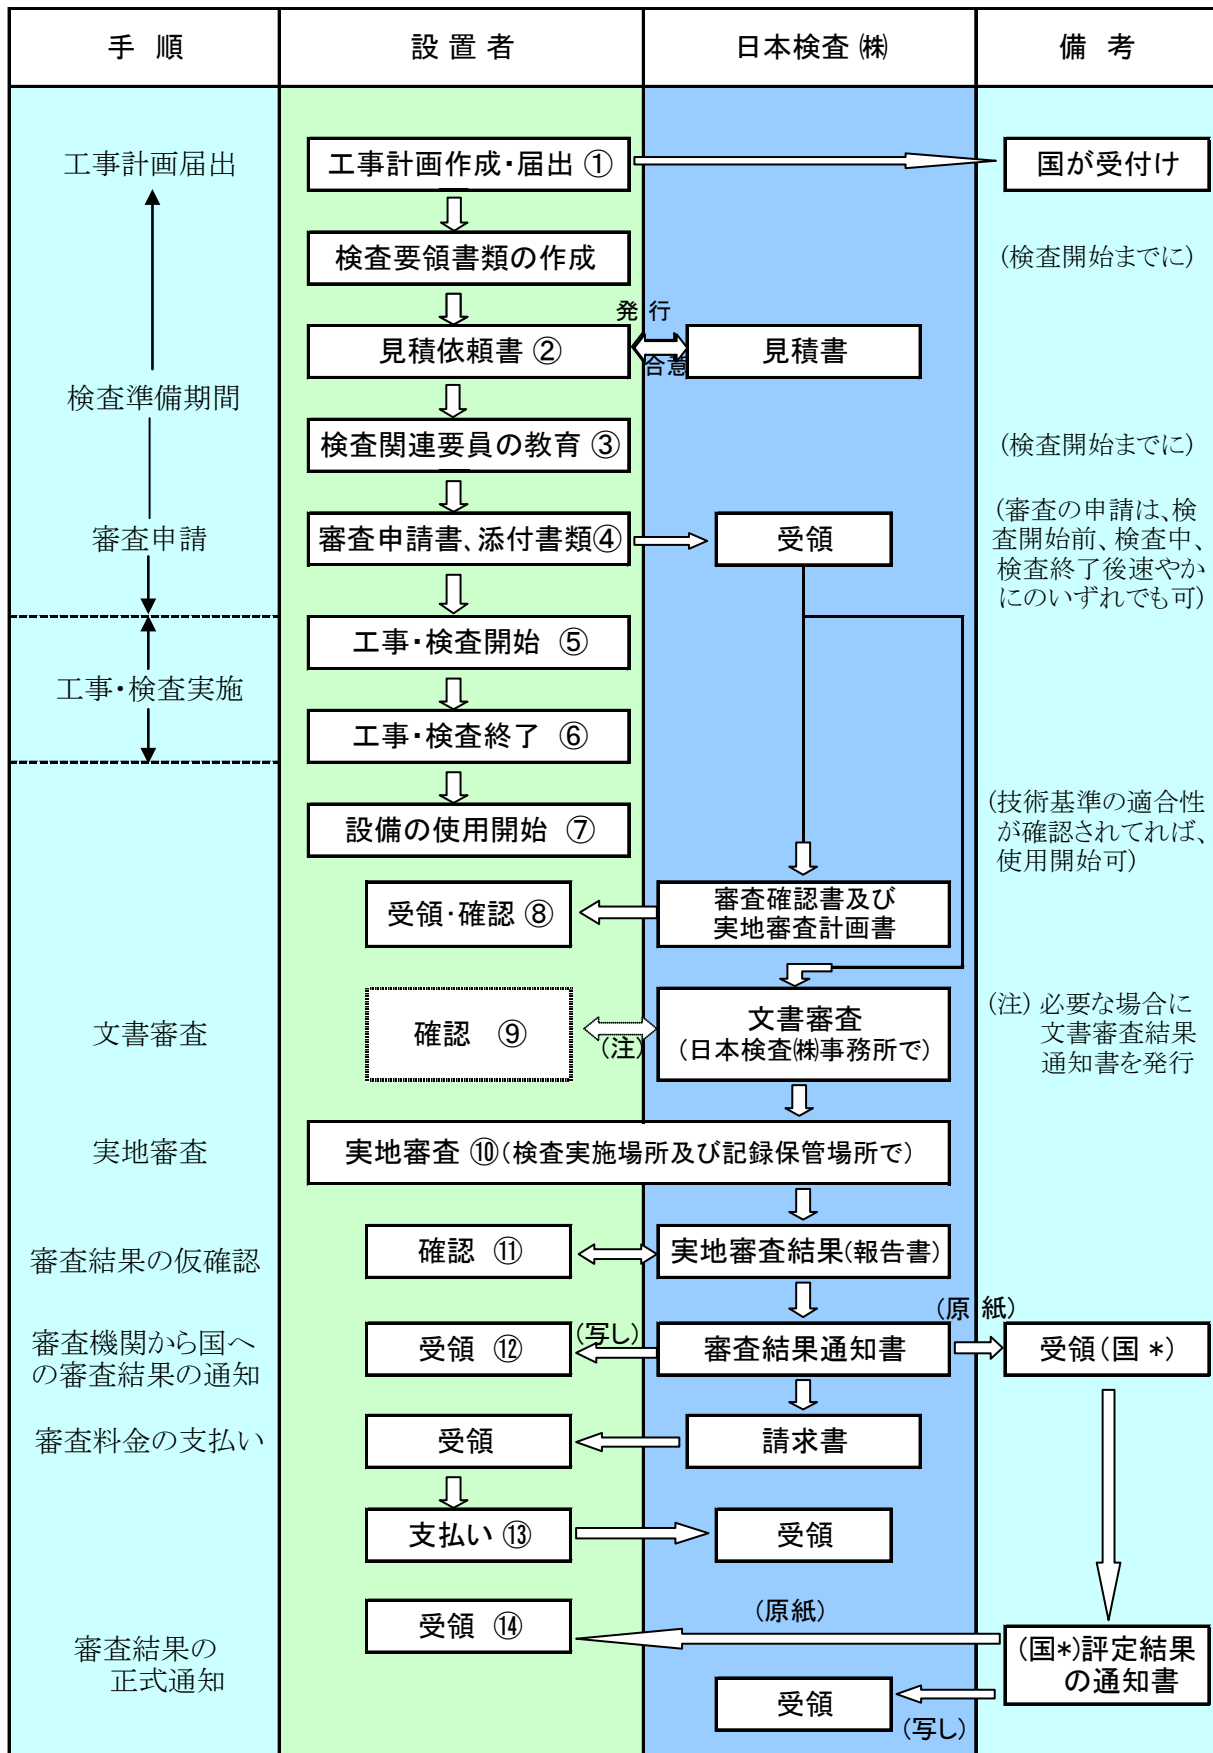 手 順
設 置 者
日本検査 ㈱
備 考
工事計画届出
工事計画作成・届出 ①
国が受付け
検査要領書類の作成
(検査開始までに)
発 行
見積依頼書 ②
見積書
合意
検査準備期間
検査関連要員の教育 ③
(検査開始までに)
審査申請
審査申請書、添付書類④
受領
(審査の申請は、検
査開始前、検査中、
検査終了後速やか
にのいずれでも可)
工事・検査開始 ⑤
工事・検査実施
工事・検査終了 ⑥
設備の使用開始 ⑦
(技術基準の適合性
が確認されてれば、
使用開始可)
受領・確認 ⑧
審査確認書及び
実地審査計画書
文書審査
確認 ⑨
(注)
文書審査
(日本検査㈱事務所で)
(注) 必要な場合に
文書審査結果
通知書を発行
実地審査
実地審査 ⑩(検査実施場所及び記録保管場所で)
審査結果の仮確認
確認 ⑪
実地審査結果(報告書)
(原 紙)
審査機関から国へ
の審査結果の通知
受領 ⑫
(写し)
審査結果通知書
受領(国 *)
審査料金の支払い
受領
請求書
支払い ⑬
受領
受領 ⑭
(原紙)
審査結果の
正式通知
(国*)評定結果
の通知書
受領
(写し)